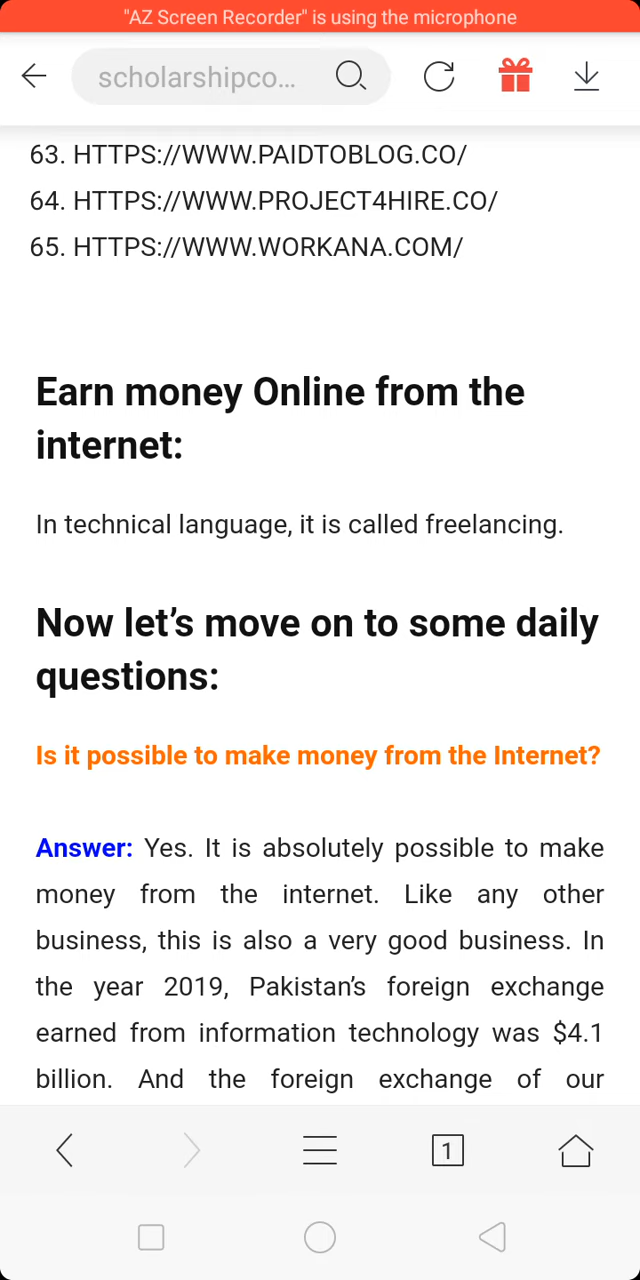 "AZ Screen Recorder" is using the microphone
scholarshipco...
63. HTTPS://WWW.PAIDTOBLOG.CO/
64. HTTPS://WWW.PROJECT4HIRE.CO/
65. HTTPS://WWW.WORKANA.COM/
Earn money Online from the
internet:
In technical language, it is called freelancing.
Now let’s move on to some daily
questions:
Is it possible to make money from the Internet?
Answer: Yes. It is absolutely possible to make
money from the internet. Like any other
business, this is also a very good business. In
the year 2019, Pakistan’s foreign exchange
earned from information technology was $4.1
billion. And the foreign exchange of our
1